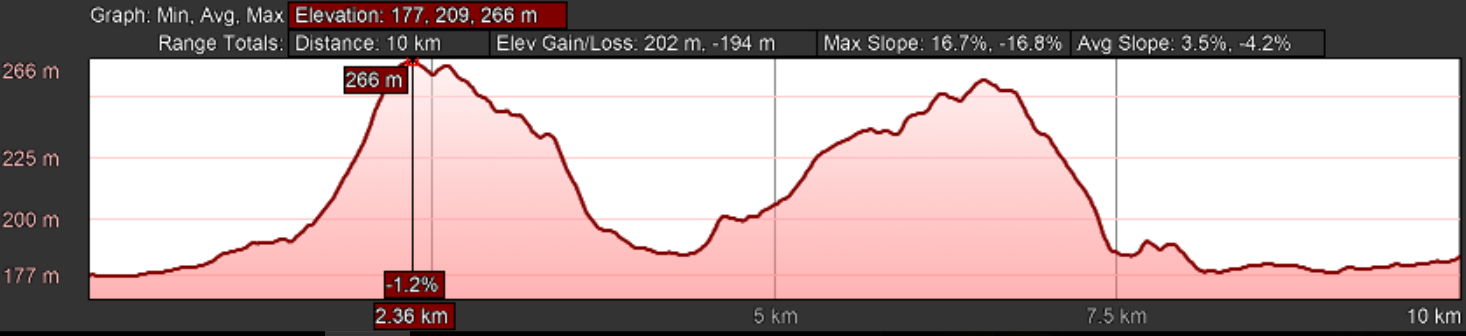 Graph: Min, Avg, Max Elevation: 177, 209, 266 m
Range Totals: Distance: 10 km Elev Gain/Loss: 202 m, -194 m Max Slope: 16.7%, -16.8% Avg Slope: 3.5%, -4.2%
266 m
266 m
225 m
200 m
177 m
-1.2%
2.36 km 5 km 7.5 km 10 km